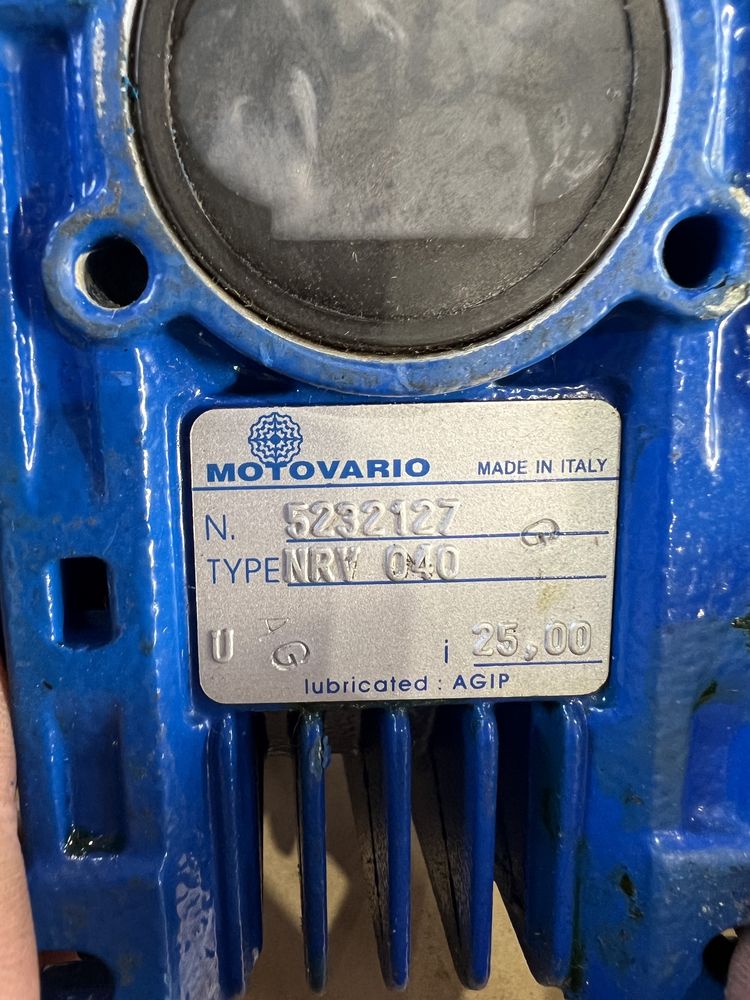 MOTOVARIO MADE IN ITALY
N. 5232127
TYPE NRV 040
U i 25,00
lubricated : AGIP